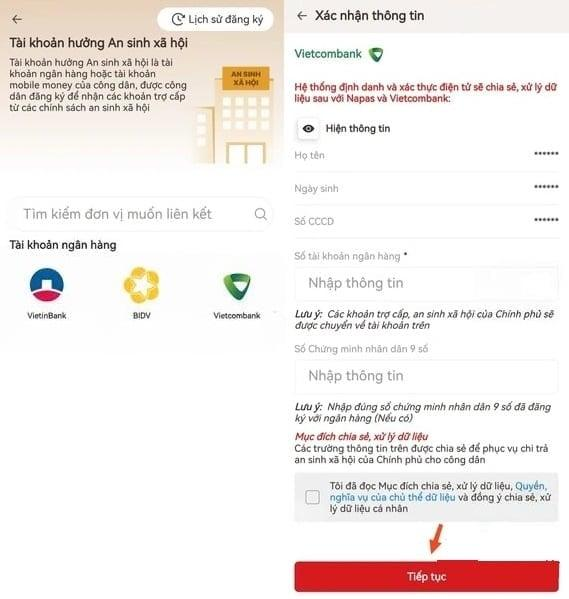 Lịch sử đăng ký
Tài khoản hưởng An sinh xã hội
Tài khoản hưởng An sinh xã hội là tài
khoản ngân hàng hoặc tài khoản
mobile money của công dân, được công
dân đăng ký để nhận các khoản trợ cấp
từ các chính sách an sinh xã hội
AN SINH
XÃ HỘI
Tìm kiếm đơn vị muốn liên kết
Tài khoản ngân hàng
VietinBank
BIDV
Vietcombank
Xác nhận thông tin
Vietcombank
Hệ thống định danh và xác thực điện tử sẽ chia sẻ, xử lý dữ
liệu sau với Napas và Vietcombank:
Hiện thông tin
Họ tên ******
Ngày sinh ******
Số CCCD ******
Số tài khoản ngân hàng *
Nhập thông tin
Lưu ý: Các khoản trợ cấp, an sinh xã hội của Chính phủ sẽ
được chuyển về tài khoản trên
Số Chứng minh nhân dân 9 số
Nhập thông tin
Lưu ý: Nhập đúng số chứng minh nhân dân 9 số đã đăng
ký với ngân hàng (Nếu có)
Mục đích chia sẻ, xử lý dữ liệu
Các trường thông tin trên được chia sẻ để phục vụ chi trả
an sinh xã hội của Chính phủ cho công dân
Tôi đã đọc Mục đích chia sẻ, xử lý dữ liệu, Quyền,
nghĩa vụ của chủ thể dữ liệu và đồng ý chia sẻ, xử
lý dữ liệu cá nhân
Tiếp tục